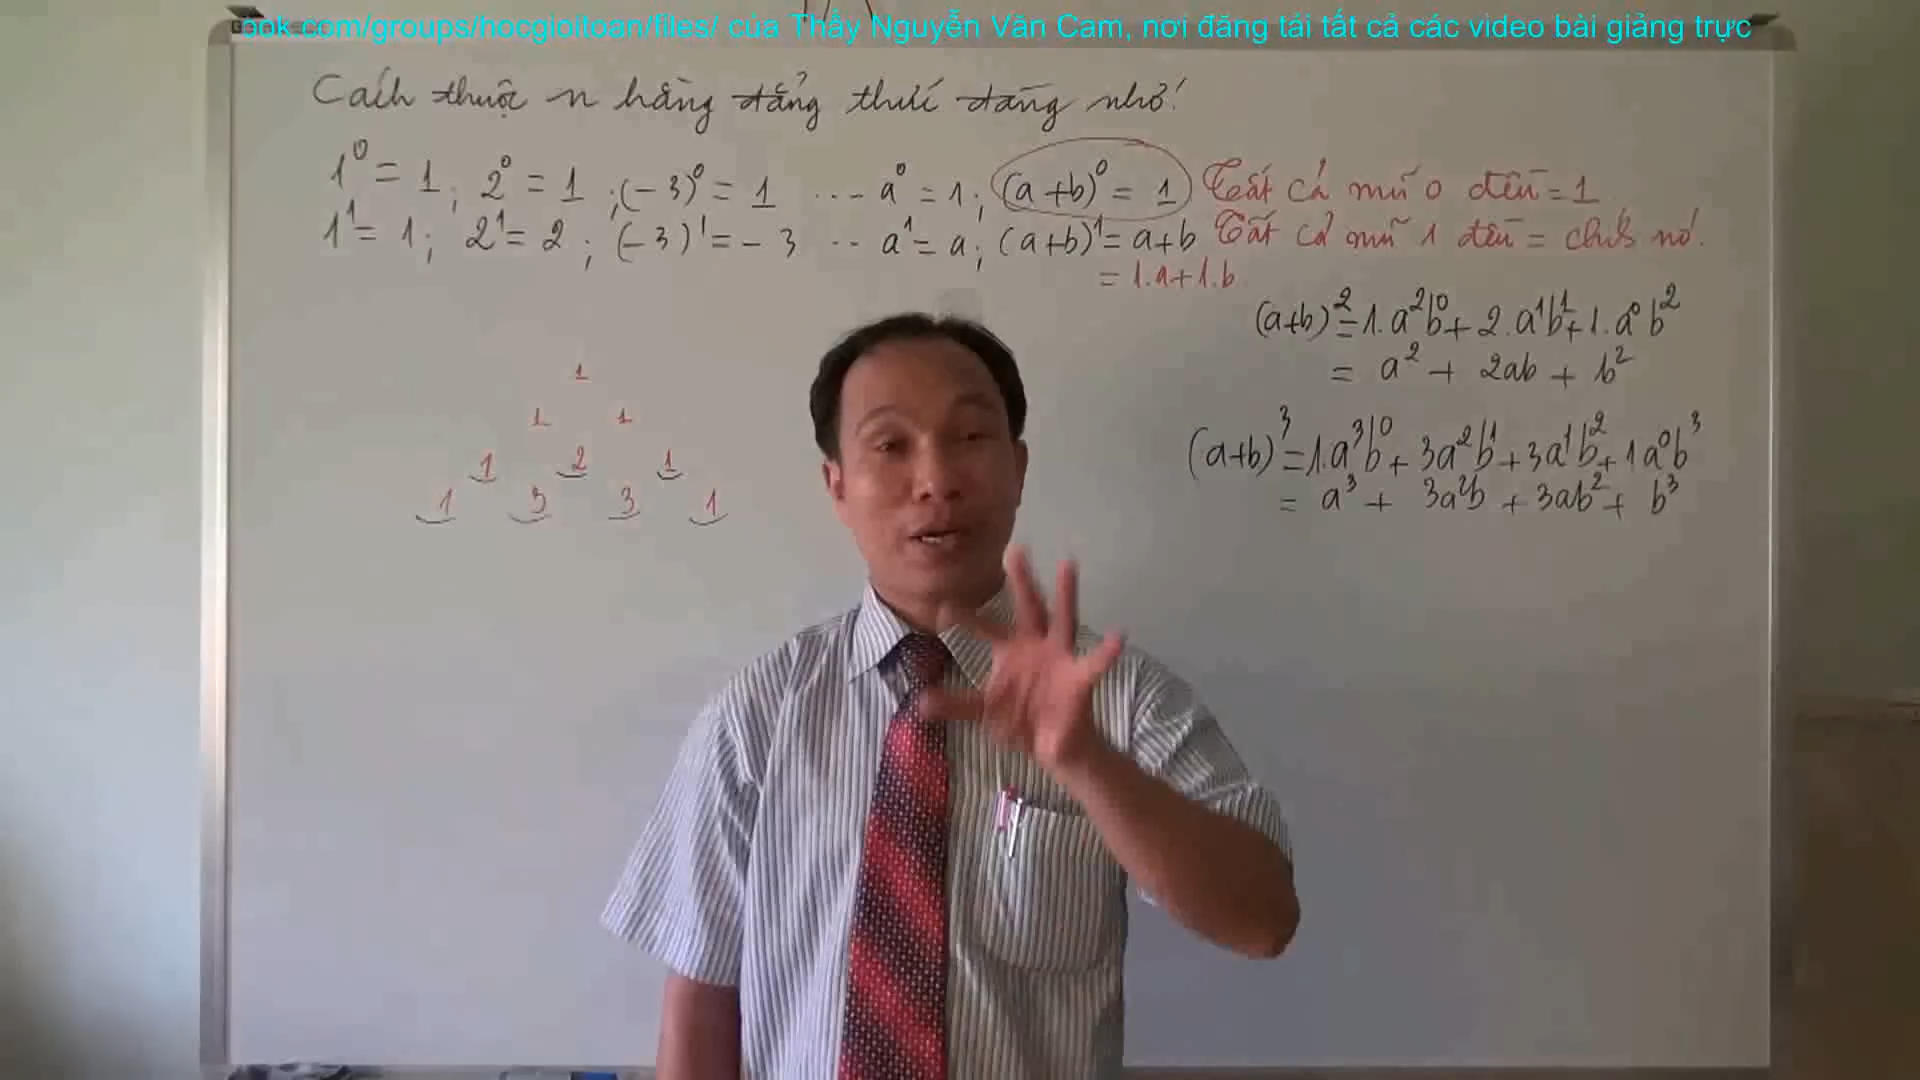 ook.com/groups/hocgioitoan/files/ của Thầy Nguyễn Văn Cam, nơi đăng tải tất cả các video bài giảng trực
Cách thuộc n hằng đẳng thức đáng nhớ!
1⁰ = 1 ; 2⁰ = 1 ; (-3)⁰ = 1 ... a⁰ = 1 ; (a+b)⁰ = 1 Tất cả mũ 0 đều = 1
1¹ = 1 ; 2¹ = 2 ; (-3)¹ = -3 ... a¹ = a ; (a+b)¹ = a+b Tất cả mũ 1 đều = chính nó.
= 1.a+1.b
(a+b)² = 1.a²b⁰ + 2.a¹b¹ + 1.a⁰b²
= a² + 2ab + b²
1
1 1
1 2 1
1 3 3 1
(a+b)³ = 1.a³b⁰ + 3a²b¹ + 3a¹b² + 1a⁰b³
= a³ + 3a²b + 3ab² + b³